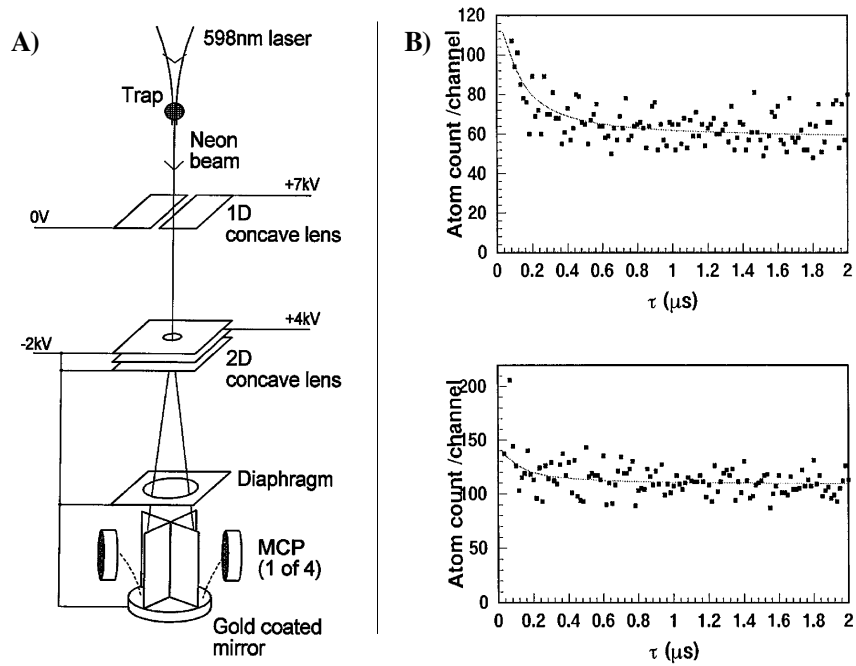 A)
598nm laser
Trap
Neon
beam
+7kV
0V
1D
concave lens
+4kV
-2kV
2D
concave lens
Diaphragm
MCP
(1 of 4)
Gold coated
mirror
B)
Atom count /channel
120
100
80
60
40
20
0
0 0.2 0.4 0.6 0.8 1 1.2 1.4 1.6 1.8 2
τ (μs)
Atom count /channel
200
150
100
50
0
0 0.2 0.4 0.6 0.8 1 1.2 1.4 1.6 1.8 2
τ (μs)